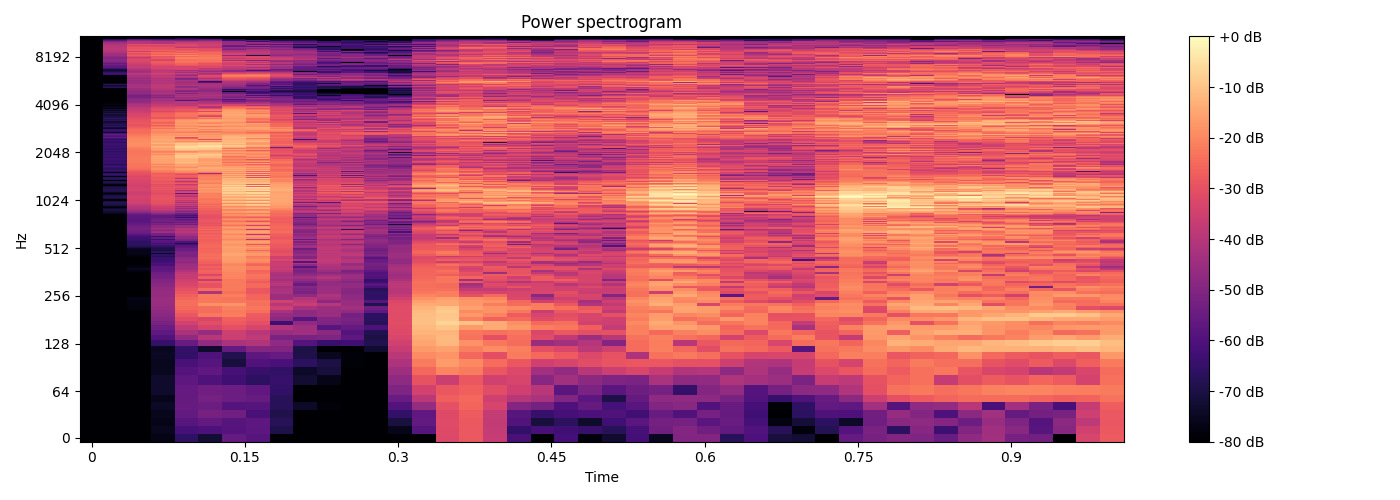 Power spectrogram
8192
4096
2048
1024
512
256
128
64
0
Hz
0 0.15 0.3 0.45 0.6 0.75 0.9
Time
+0 dB
-10 dB
-20 dB
-30 dB
-40 dB
-50 dB
-60 dB
-70 dB
-80 dB